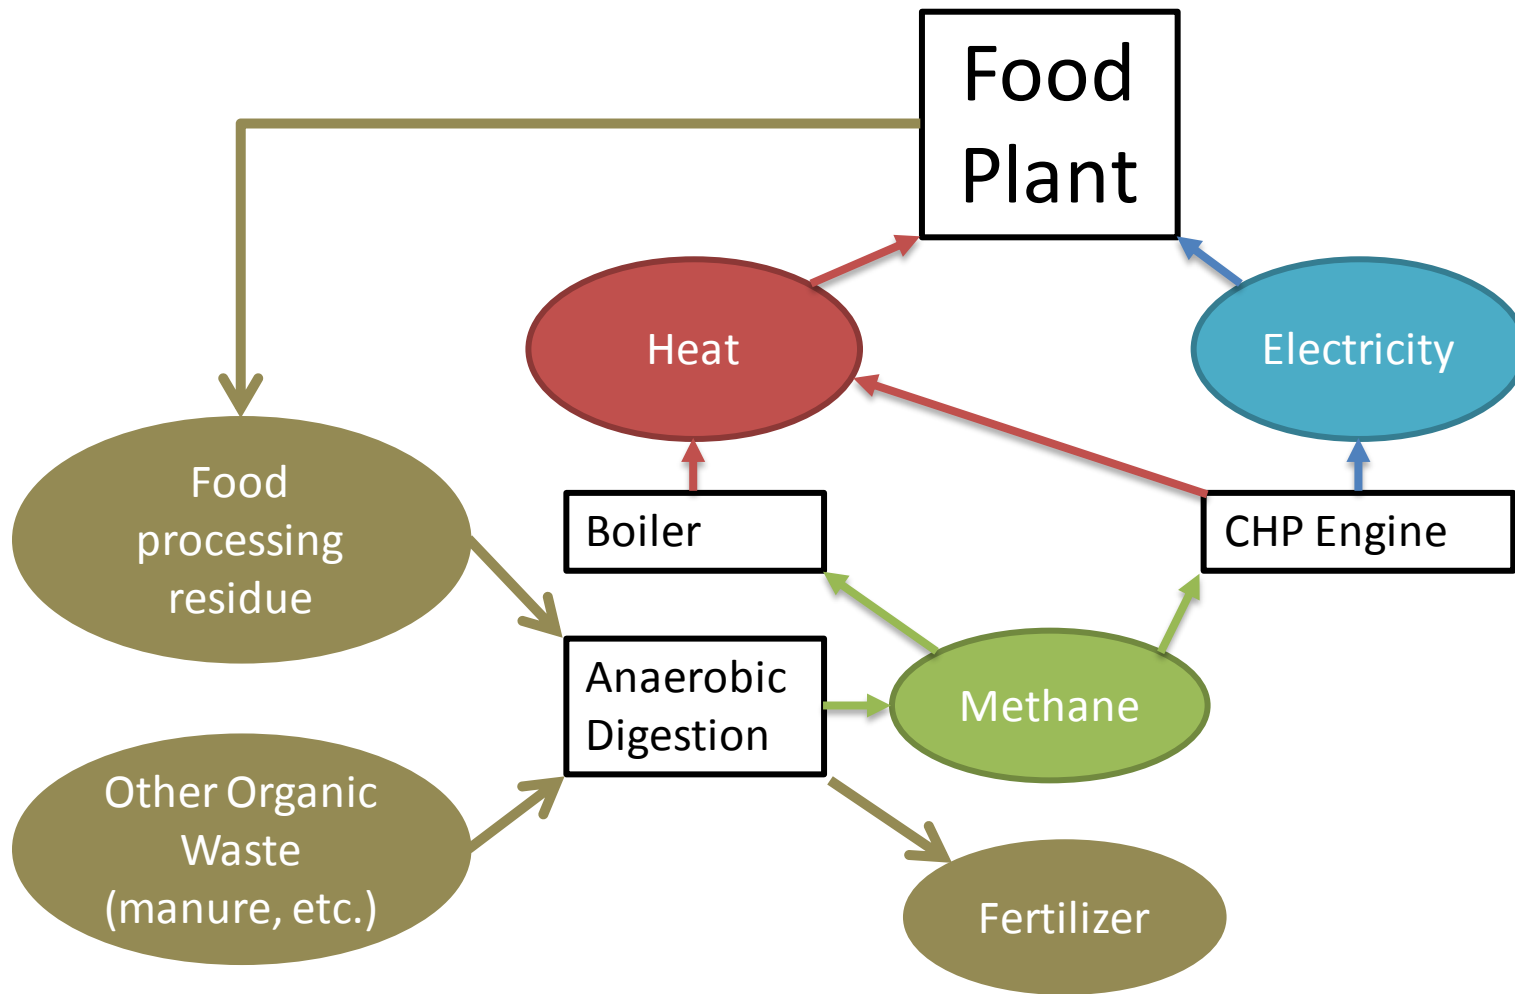 Food
Plant
Heat
Electricity
Food
processing
residue
Boiler
CHP Engine
Anaerobic
Digestion
Methane
Other Organic
Waste
(manure, etc.)
Fertilizer